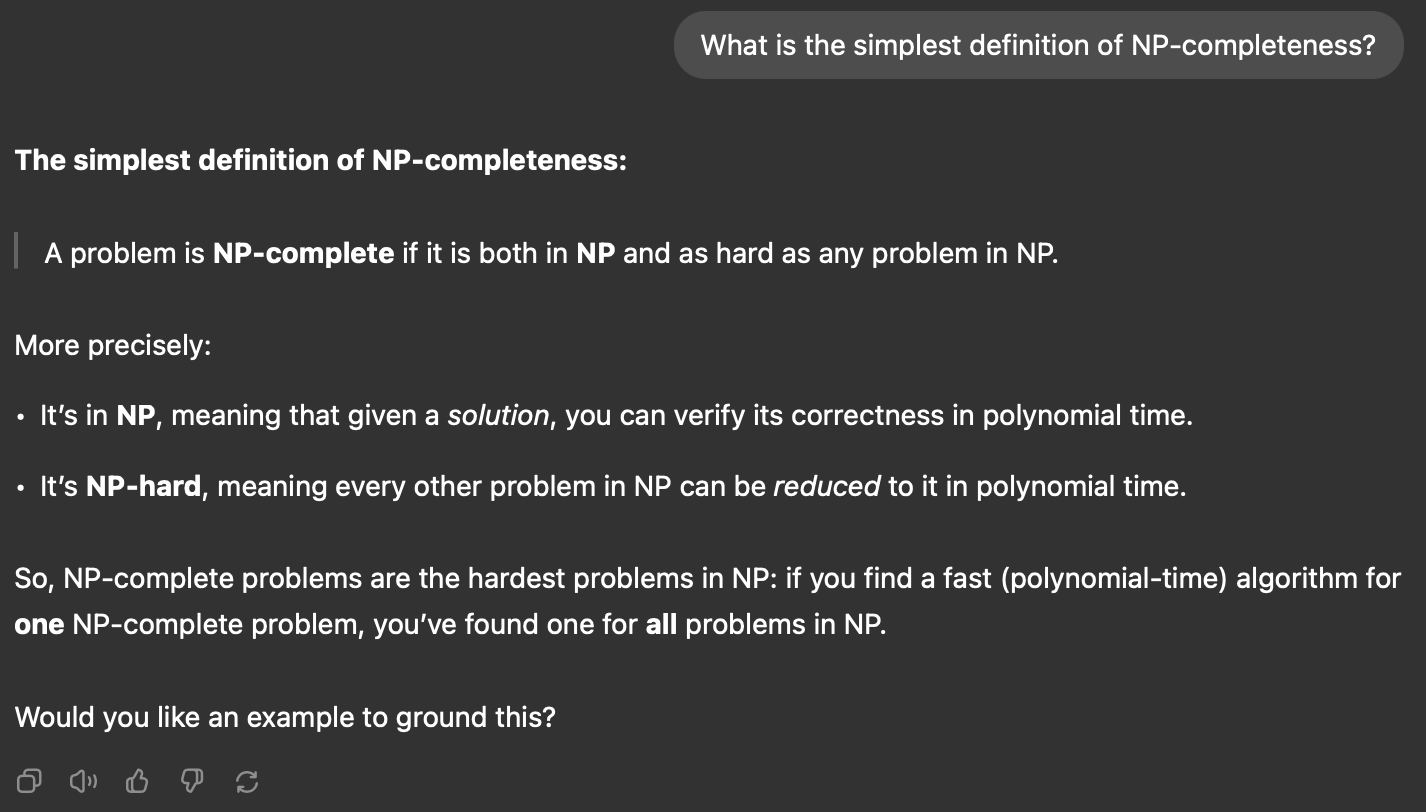 What is the simplest definition of NP-completeness?
The simplest definition of NP-completeness:
A problem is NP-complete if it is both in NP and as hard as any problem in NP.
More precisely:
• It’s in NP, meaning that given a solution, you can verify its correctness in polynomial time.
• It’s NP-hard, meaning every other problem in NP can be reduced to it in polynomial time.
So, NP-complete problems are the hardest problems in NP: if you find a fast (polynomial-time) algorithm for
one NP-complete problem, you’ve found one for all problems in NP.
Would you like an example to ground this?